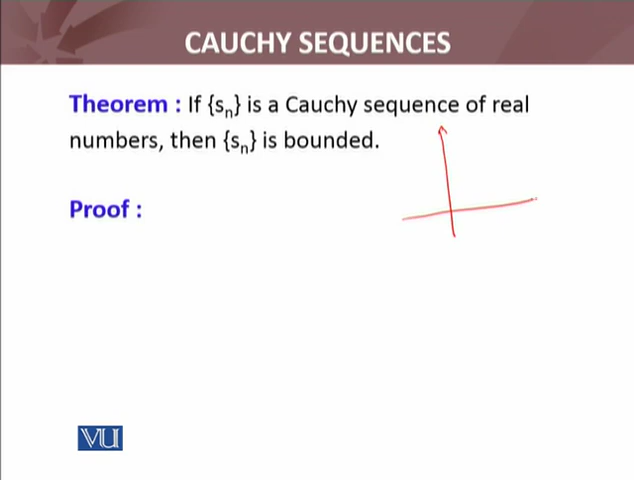 CAUCHY SEQUENCES
Theorem : If {sₙ} is a Cauchy sequence of real
numbers, then {sₙ} is bounded.
Proof :
VU